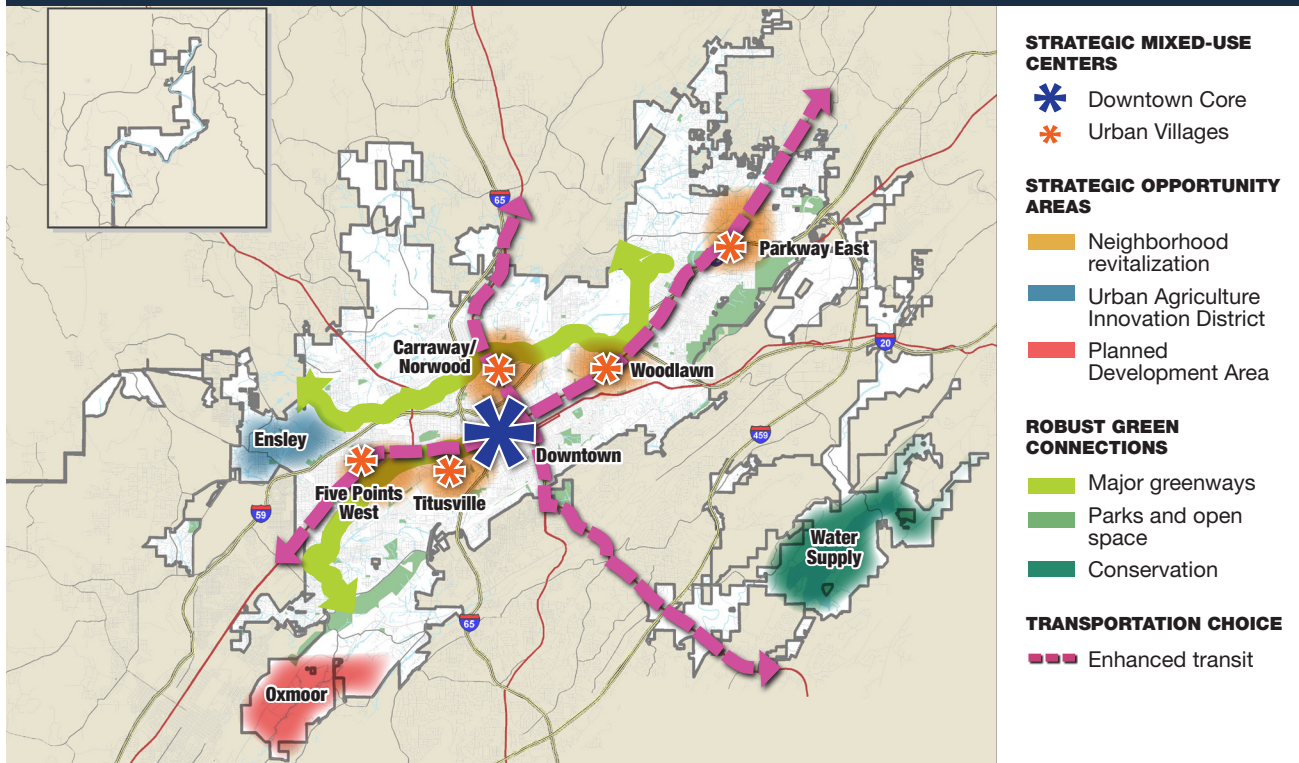 65
Parkway East
Carraway/
Norwood
Woodlawn
20
Ensley
Downtown
459
Five Points
West
Titusville
59
Water
Supply
65
Oxmoor
STRATEGIC MIXED-USE
CENTERS
Downtown Core
Urban Villages
STRATEGIC OPPORTUNITY
AREAS
Neighborhood
revitalization
Urban Agriculture
Innovation District
Planned
Development Area
ROBUST GREEN
CONNECTIONS
Major greenways
Parks and open
space
Conservation
TRANSPORTATION CHOICE
Enhanced transit